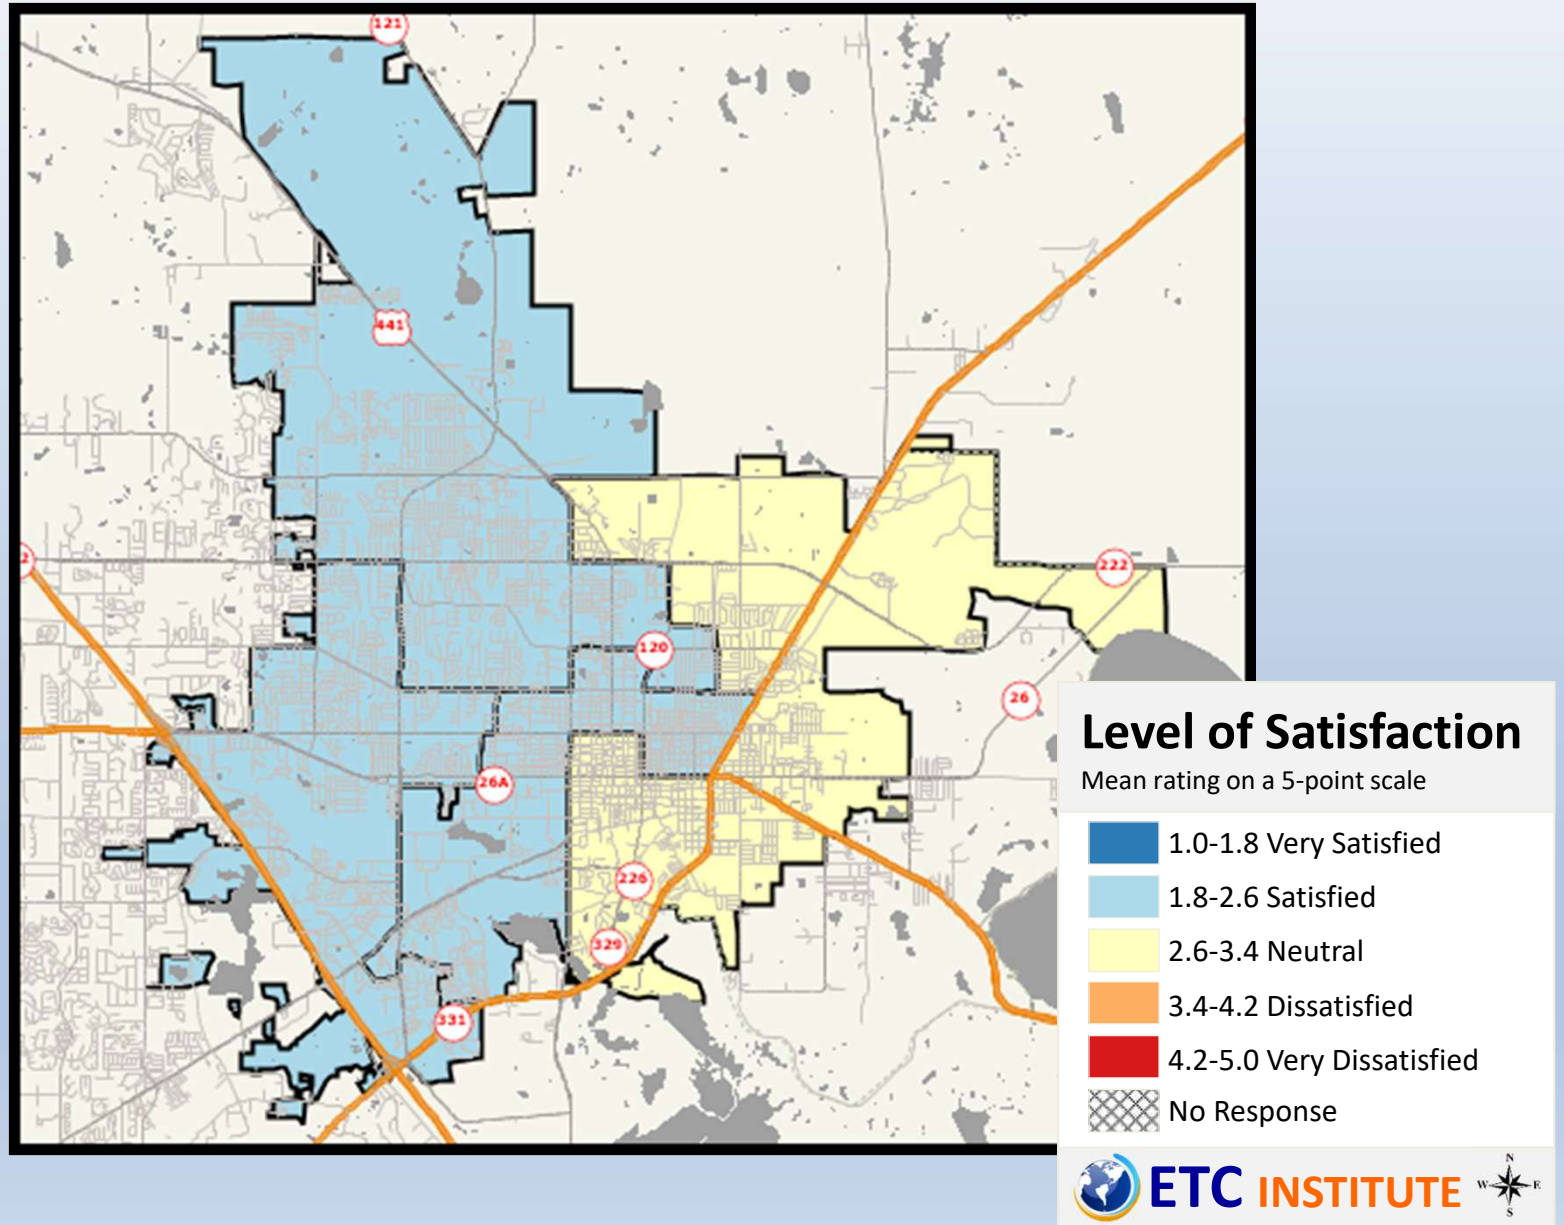 121
441
2
222
120
26
26A
226
329
331
Level of Satisfaction
Mean rating on a 5-point scale
1.0-1.8 Very Satisfied
1.8-2.6 Satisfied
2.6-3.4 Neutral
3.4-4.2 Dissatisfied
4.2-5.0 Very Dissatisfied
No Response
ETC INSTITUTE
N
W E
S